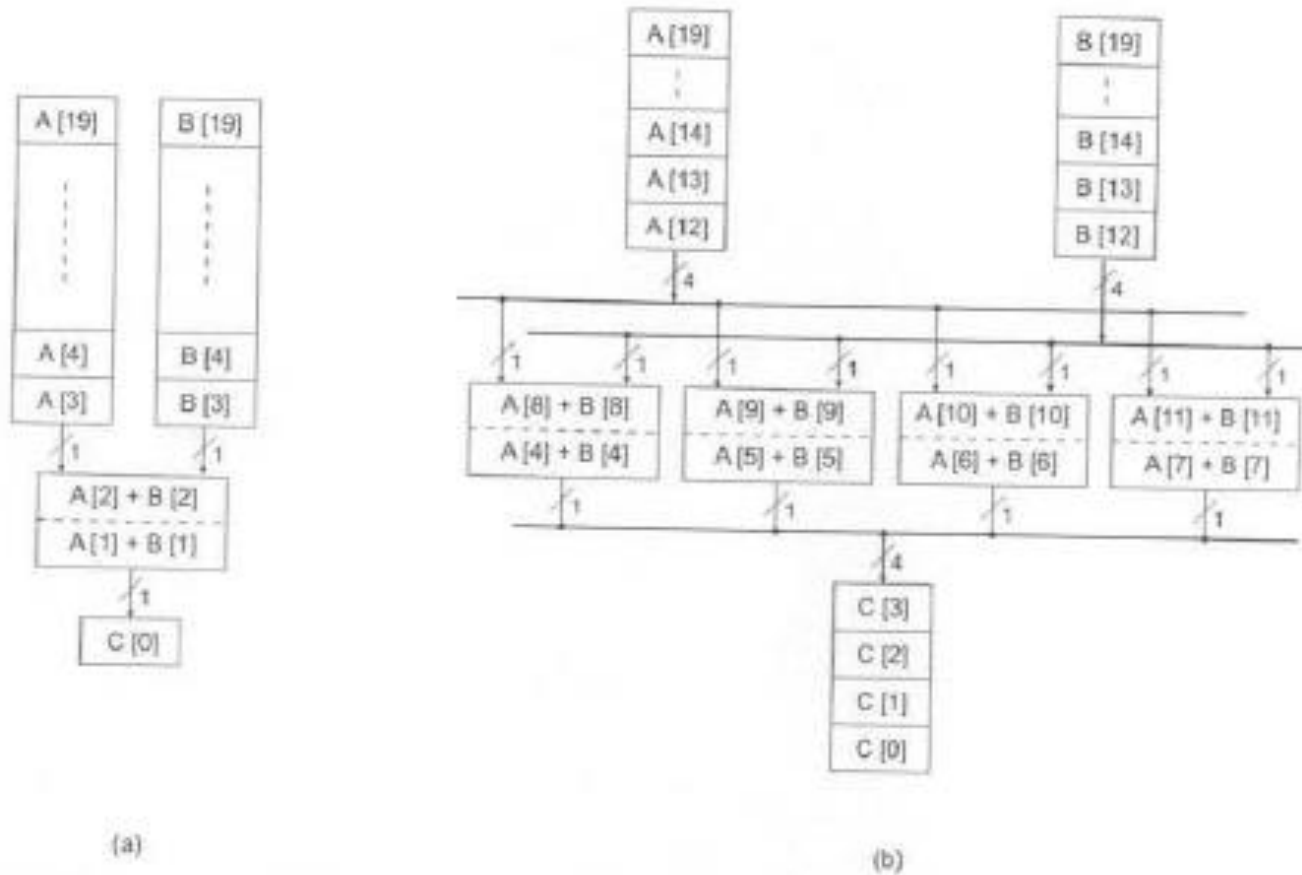 A [19]
B [19]
A [4]
B [4]
A [3]
B [3]
1
1
A [2] + B [2]
A [1] + B [1]
1
C [0]
(a)
A [19]
B [19]
A [14]
B [14]
A [13]
B [13]
A [12]
B [12]
4
4
1
1
1
1
1
1
1
1
A [8] + B [8]
A [9] + B [9]
A [10] + B [10]
A [11] + B [11]
A [4] + B [4]
A [5] + B [5]
A [6] + B [6]
A [7] + B [7]
1
1
1
1
4
C [3]
C [2]
C [1]
C [0]
(b)